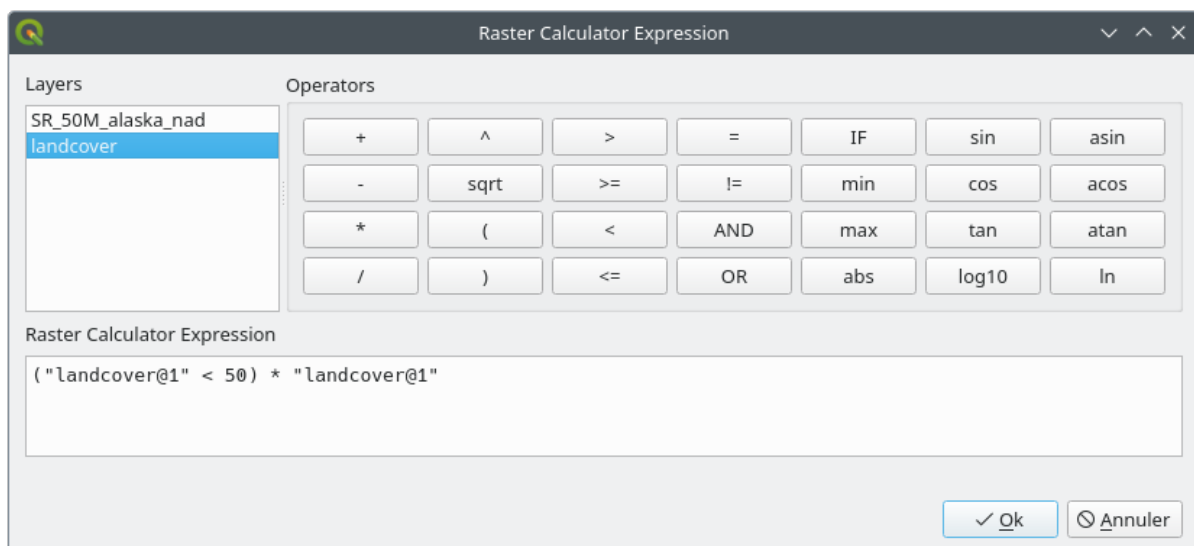 Raster Calculator Expression
Layers
Operators
SR_50M_alaska_nad
landcover
+ ^ > = IF sin asin
- sqrt >= != min cos acos
* ( < AND max tan atan
/ ) <= OR abs log10 ln
Raster Calculator Expression
("landcover@1" < 50) * "landcover@1"
Ok Annuler